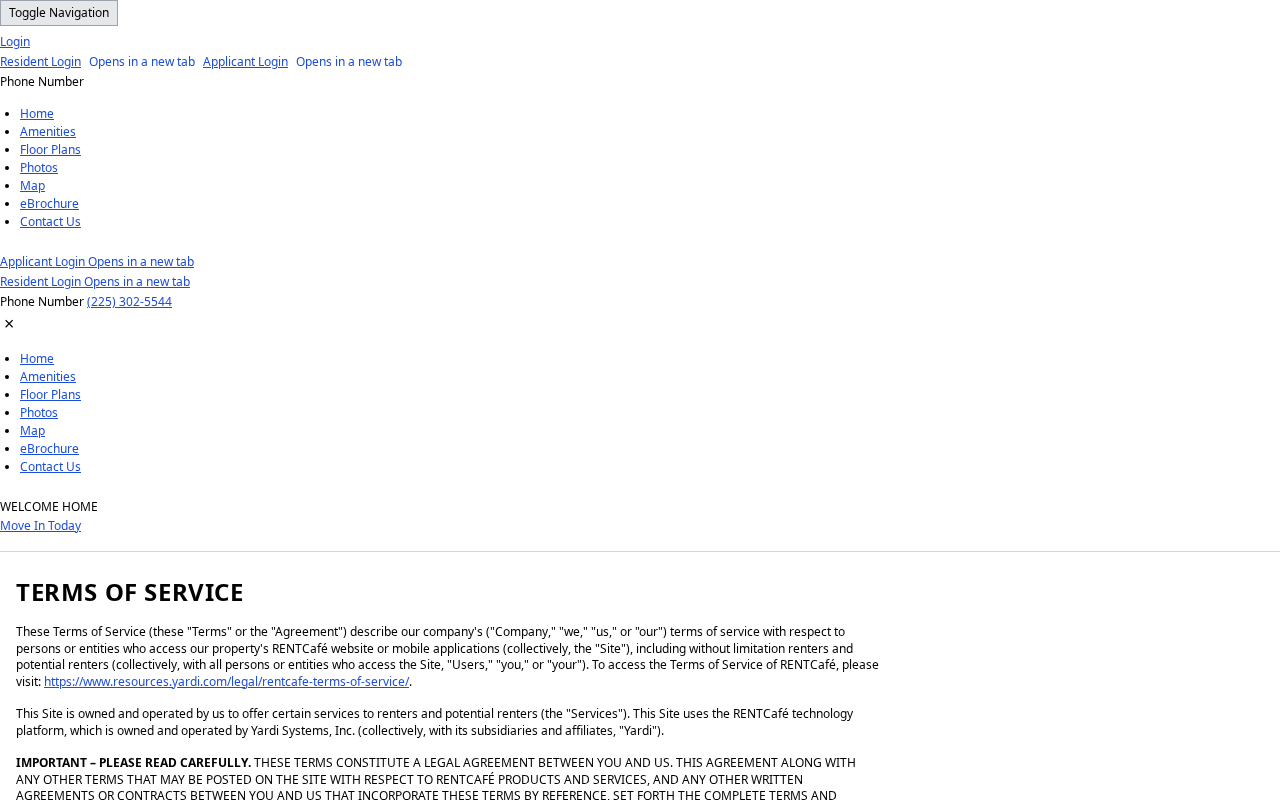 Toggle Navigation
Login
Resident Login Opens in a new tab Applicant Login Opens in a new tab
Phone Number
Home
Amenities
Floor Plans
Photos
Map
eBrochure
Contact Us
Applicant Login Opens in a new tab
Resident Login Opens in a new tab
Phone Number (225) 302-5544
×
Home
Amenities
Floor Plans
Photos
Map
eBrochure
Contact Us
WELCOME HOME
Move In Today
TERMS OF SERVICE
These Terms of Service (these "Terms" or the "Agreement") describe our company's ("Company," "we," "us," or "our") terms of service with respect to
persons or entities who access our property's RENTCafé website or mobile applications (collectively, the "Site"), including without limitation renters and
potential renters (collectively, with all persons or entities who access the Site, "Users," "you," or "your"). To access the Terms of Service of RENTCafé, please
visit: https://www.resources.yardi.com/legal/rentcafe-terms-of-service/.
This Site is owned and operated by us to offer certain services to renters and potential renters (the "Services"). This Site uses the RENTCafé technology
platform, which is owned and operated by Yardi Systems, Inc. (collectively, with its subsidiaries and affiliates, "Yardi").
IMPORTANT – PLEASE READ CAREFULLY. THESE TERMS CONSTITUTE A LEGAL AGREEMENT BETWEEN YOU AND US. THIS AGREEMENT ALONG WITH
ANY OTHER TERMS THAT MAY BE POSTED ON THE SITE WITH RESPECT TO RENTCAFÉ PRODUCTS AND SERVICES, AND ANY OTHER WRITTEN
AGREEMENTS OR CONTRACTS BETWEEN YOU AND US THAT INCORPORATE THESE TERMS BY REFERENCE, SET FORTH THE COMPLETE TERMS AND